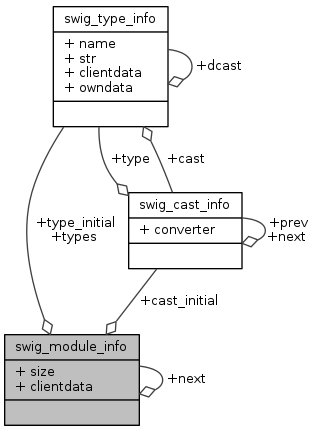 swig_type_info
+ name
+ str
+ clientdata
+ owndata
+dcast
+type
+cast
swig_cast_info
+ converter
+prev
+next
+type_initial
+types
+cast_initial
swig_module_info
+ size
+ clientdata
+next